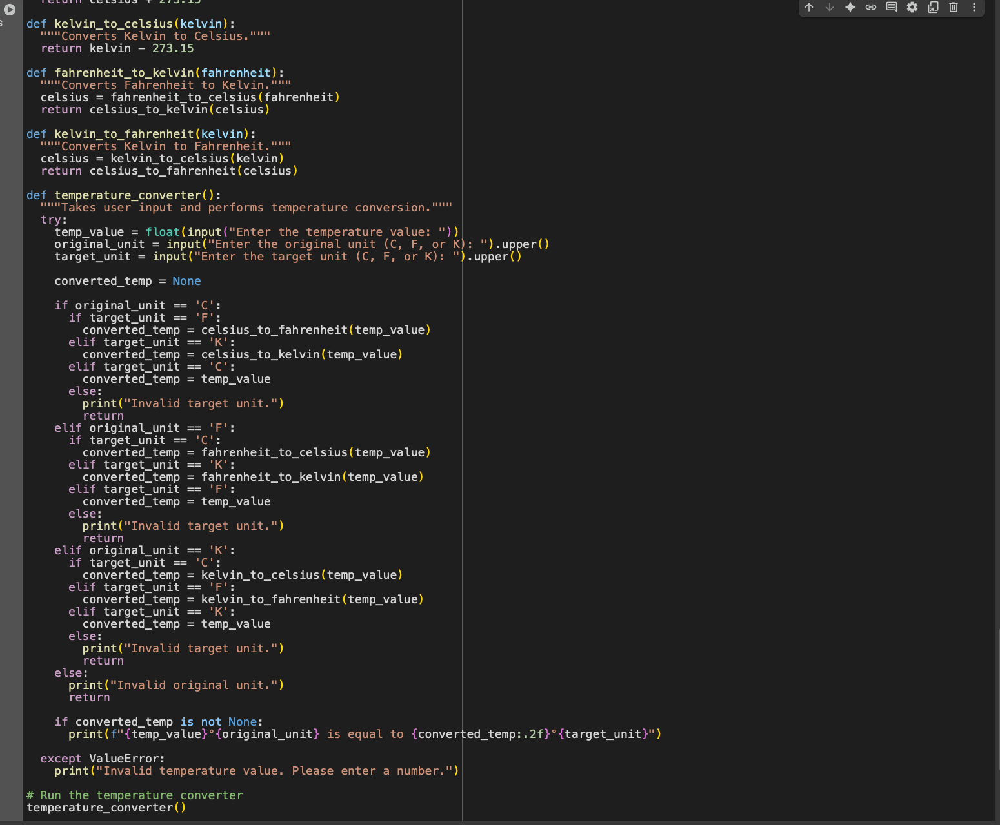 return celsius + 273.15
s
def kelvin_to_celsius(kelvin):
  """Converts Kelvin to Celsius."""
  return kelvin - 273.15

def fahrenheit_to_kelvin(fahrenheit):
  """Converts Fahrenheit to Kelvin."""
  celsius = fahrenheit_to_celsius(fahrenheit)
  return celsius_to_kelvin(celsius)

def kelvin_to_fahrenheit(kelvin):
  """Converts Kelvin to Fahrenheit."""
  celsius = kelvin_to_celsius(kelvin)
  return celsius_to_fahrenheit(celsius)

def temperature_converter():
  """Takes user input and performs temperature conversion."""
  try:
    temp_value = float(input("Enter the temperature value: "))
    original_unit = input("Enter the original unit (C, F, or K): ").upper()
    target_unit = input("Enter the target unit (C, F, or K): ").upper()

    converted_temp = None

    if original_unit == 'C':
      if target_unit == 'F':
        converted_temp = celsius_to_fahrenheit(temp_value)
      elif target_unit == 'K':
        converted_temp = celsius_to_kelvin(temp_value)
      elif target_unit == 'C':
        converted_temp = temp_value
      else:
        print("Invalid target unit.")
        return
    elif original_unit == 'F':
      if target_unit == 'C':
        converted_temp = fahrenheit_to_celsius(temp_value)
      elif target_unit == 'K':
        converted_temp = fahrenheit_to_kelvin(temp_value)
      elif target_unit == 'F':
        converted_temp = temp_value
      else:
        print("Invalid target unit.")
        return
    elif original_unit == 'K':
      if target_unit == 'C':
        converted_temp = kelvin_to_celsius(temp_value)
      elif target_unit == 'F':
        converted_temp = kelvin_to_fahrenheit(temp_value)
      elif target_unit == 'K':
        converted_temp = temp_value
      else:
        print("Invalid target unit.")
        return
    else:
      print("Invalid original unit.")
      return

    if converted_temp is not None:
      print(f"{temp_value}°{original_unit} is equal to {converted_temp:.2f}°{target_unit}")

  except ValueError:
    print("Invalid temperature value. Please enter a number.")

# Run the temperature converter
temperature_converter()